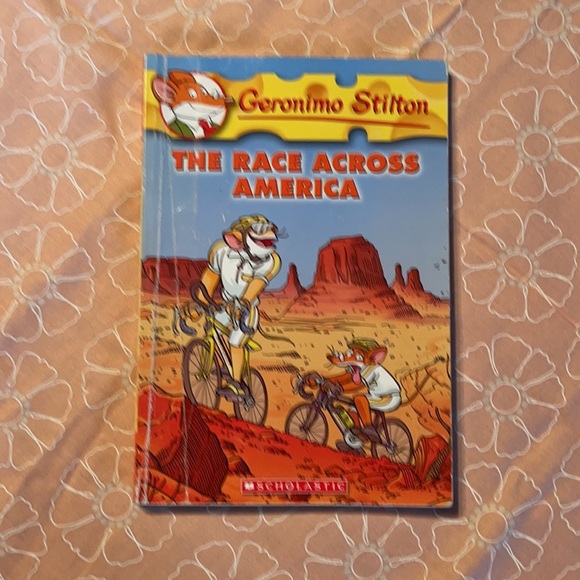 Geronimo Stilton
THE RACE ACROSS
AMERICA
SCHOLASTIC